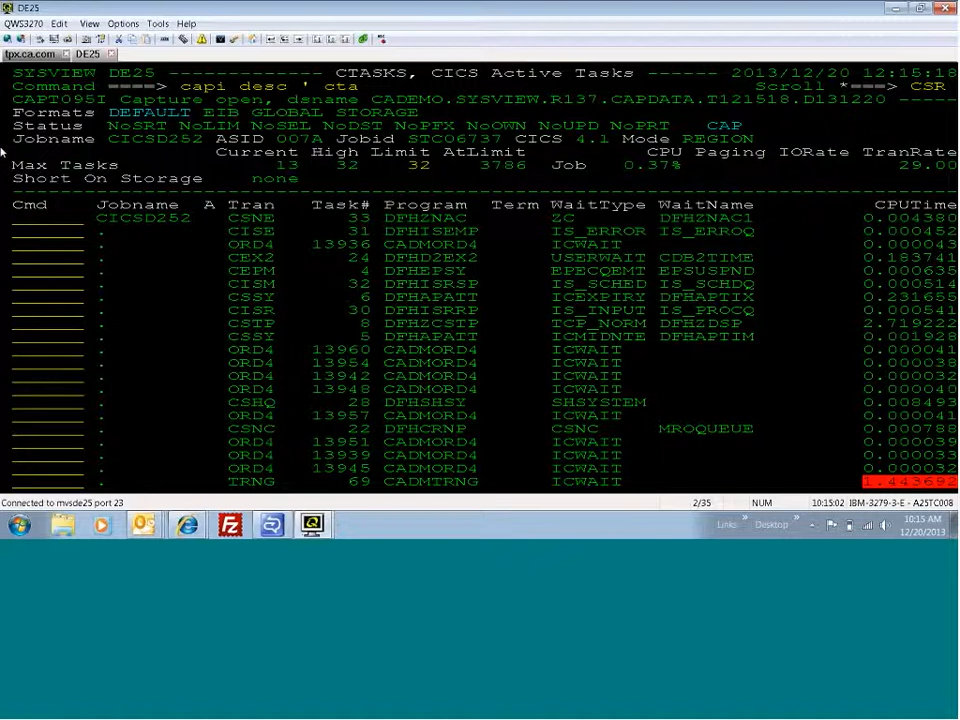 DE25
QWS3270 Edit View Options Tools Help
tpx.ca.com DE25
SYSVIEW DE25 ------------- CTASKS, CICS Active Tasks ------ 2013/12/20 12:15:18
Command ====> capi desc ' cta Scroll *===> CSR
CAPT095I Capture open, dsname CADEMO.SYSVIEW.R137.CAPDATA.T121518.D131220 -----
Formats DEFAULT EIB GLOBAL STORAGE
Status NoSRT NoLIM NoSEL NoDST NoPFX NoOWN NoUPD NoPRT CAP
Jobname CICSD252 ASID 007A Jobid STC06737 CICS 4.1 Mode REGION
Current High Limit AtLimit CPU Paging IORate TranRate
Max Tasks 13 32 32 3786 Job 0.37% 29.00
Short On Storage none
Cmd Jobname A Tran Task# Program Term WaitType WaitName CPUTime
CICSD252 CSNE 33 DFHZNAC ZC DFHZNAC1 0.004380
. CISE 31 DFHISEMP IS_ERROR IS_ERROQ 0.000452
. ORD4 13936 CADMORD4 ICWAIT 0.000043
. CEX2 24 DFHD2EX2 USERWAIT CDB2TIME 0.183741
. CEPM 4 DFHEPSY EPECQEMT EPSUSPND 0.000635
. CISM 32 DFHISRSP IS_SCHED IS_SCHDQ 0.000514
. CSSY 6 DFHAPATT ICEXPIRY DFHAPTIX 0.231655
. CISR 30 DFHISRRP IS_INPUT IS_PROCQ 0.000541
. CSTP 8 DFHZCSTP TCP_NORM DFHZDSP 2.719222
. CSSY 5 DFHAPATT ICMIDNTE DFHAPTIM 0.001928
. ORD4 13960 CADMORD4 ICWAIT 0.000041
. ORD4 13954 CADMORD4 ICWAIT 0.000038
. ORD4 13942 CADMORD4 ICWAIT 0.000032
. ORD4 13948 CADMORD4 ICWAIT 0.000040
. CSHQ 28 DFHSHSY SHSYSTEM 0.008493
. ORD4 13957 CADMORD4 ICWAIT 0.000041
. CSNC 22 DFHCRNP CSNC MROQUEUE 0.000788
. ORD4 13951 CADMORD4 ICWAIT 0.000039
. ORD4 13939 CADMORD4 ICWAIT 0.000033
. ORD4 13945 CADMORD4 ICWAIT 0.000032
. TRNG 69 CADMTRNG ICWAIT 1.443692
Connected to mvsde25 port 23 2/35 NUM 10:15:02 IBM-3279-3-E - A25TC008
Links » Desktop » 10:15 AM
12/20/2013